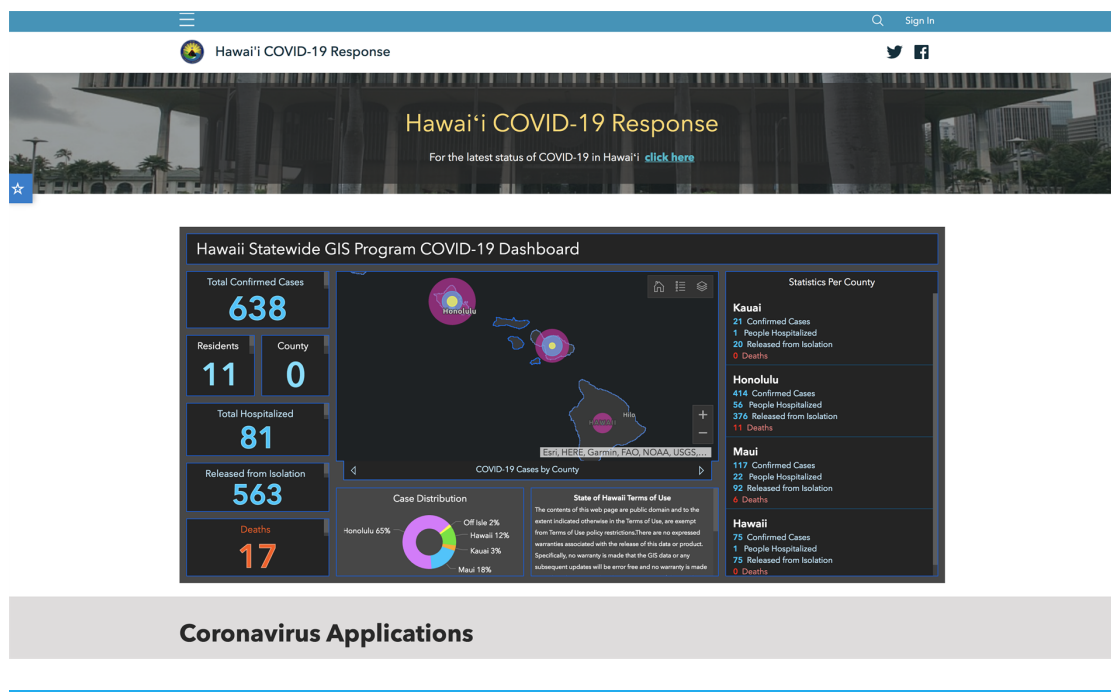 Sign In
Hawai'i COVID-19 Response
Hawaiʻi COVID-19 Response
For the latest status of COVID-19 in Hawaiʻi click here
Hawaii Statewide GIS Program COVID-19 Dashboard
Total Confirmed Cases
638
Residents
11
County
0
Total Hospitalized
81
Released from Isolation
563
Deaths
17
Honolulu
Hilo
HAWAII
Esri, HERE, Garmin, FAO, NOAA, USGS,...
COVID-19 Cases by County
Case Distribution
Honolulu 65%
Off Isle 2%
Hawaii 12%
Kauai 3%
Maui 18%
State of Hawaii Terms of Use
The contents of this web page are public domain and to the
extent indicated otherwise in the Terms of Use, are exempt
from Terms of Use policy restrictions.There are no expressed
warranties associated with the release of this data or product.
Specifically, no warranty is made that the GIS data or any
subsequent updates will be error free and no warranty is made
Statistics Per County
Kauai
21 Confirmed Cases
1 People Hospitalized
20 Released from Isolation
0 Deaths
Honolulu
414 Confirmed Cases
56 People Hospitalized
376 Released from Isolation
11 Deaths
Maui
117 Confirmed Cases
22 People Hospitalized
92 Released from Isolation
6 Deaths
Hawaii
75 Confirmed Cases
1 People Hospitalized
75 Released from Isolation
0 Deaths
Coronavirus Applications